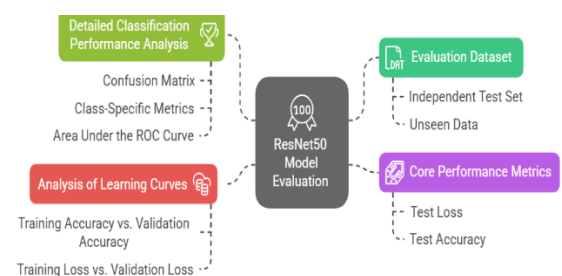 Detailed Classification
Performance Analysis
Confusion Matrix
Class-Specific Metrics
Area Under the ROC Curve
Analysis of Learning Curves
Training Accuracy vs. Validation
Accuracy
Training Loss vs. Validation Loss
100
ResNet50
Model
Evaluation
DAT
Evaluation Dataset
Independent Test Set
Unseen Data
Core Performance Metrics
Test Loss
Test Accuracy